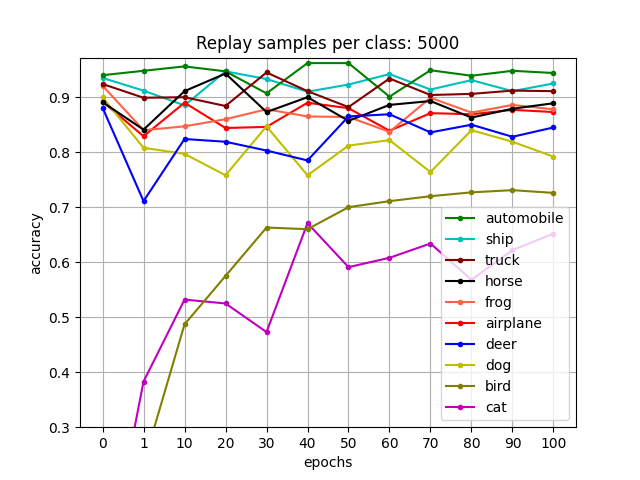 Replay samples per class: 5000
accuracy
0.9
0.8
0.7
0.6
0.5
0.4
0.3
automobile
ship
truck
horse
frog
airplane
deer
dog
bird
cat
0 1 10 20 30 40 50 60 70 80 90 100
epochs